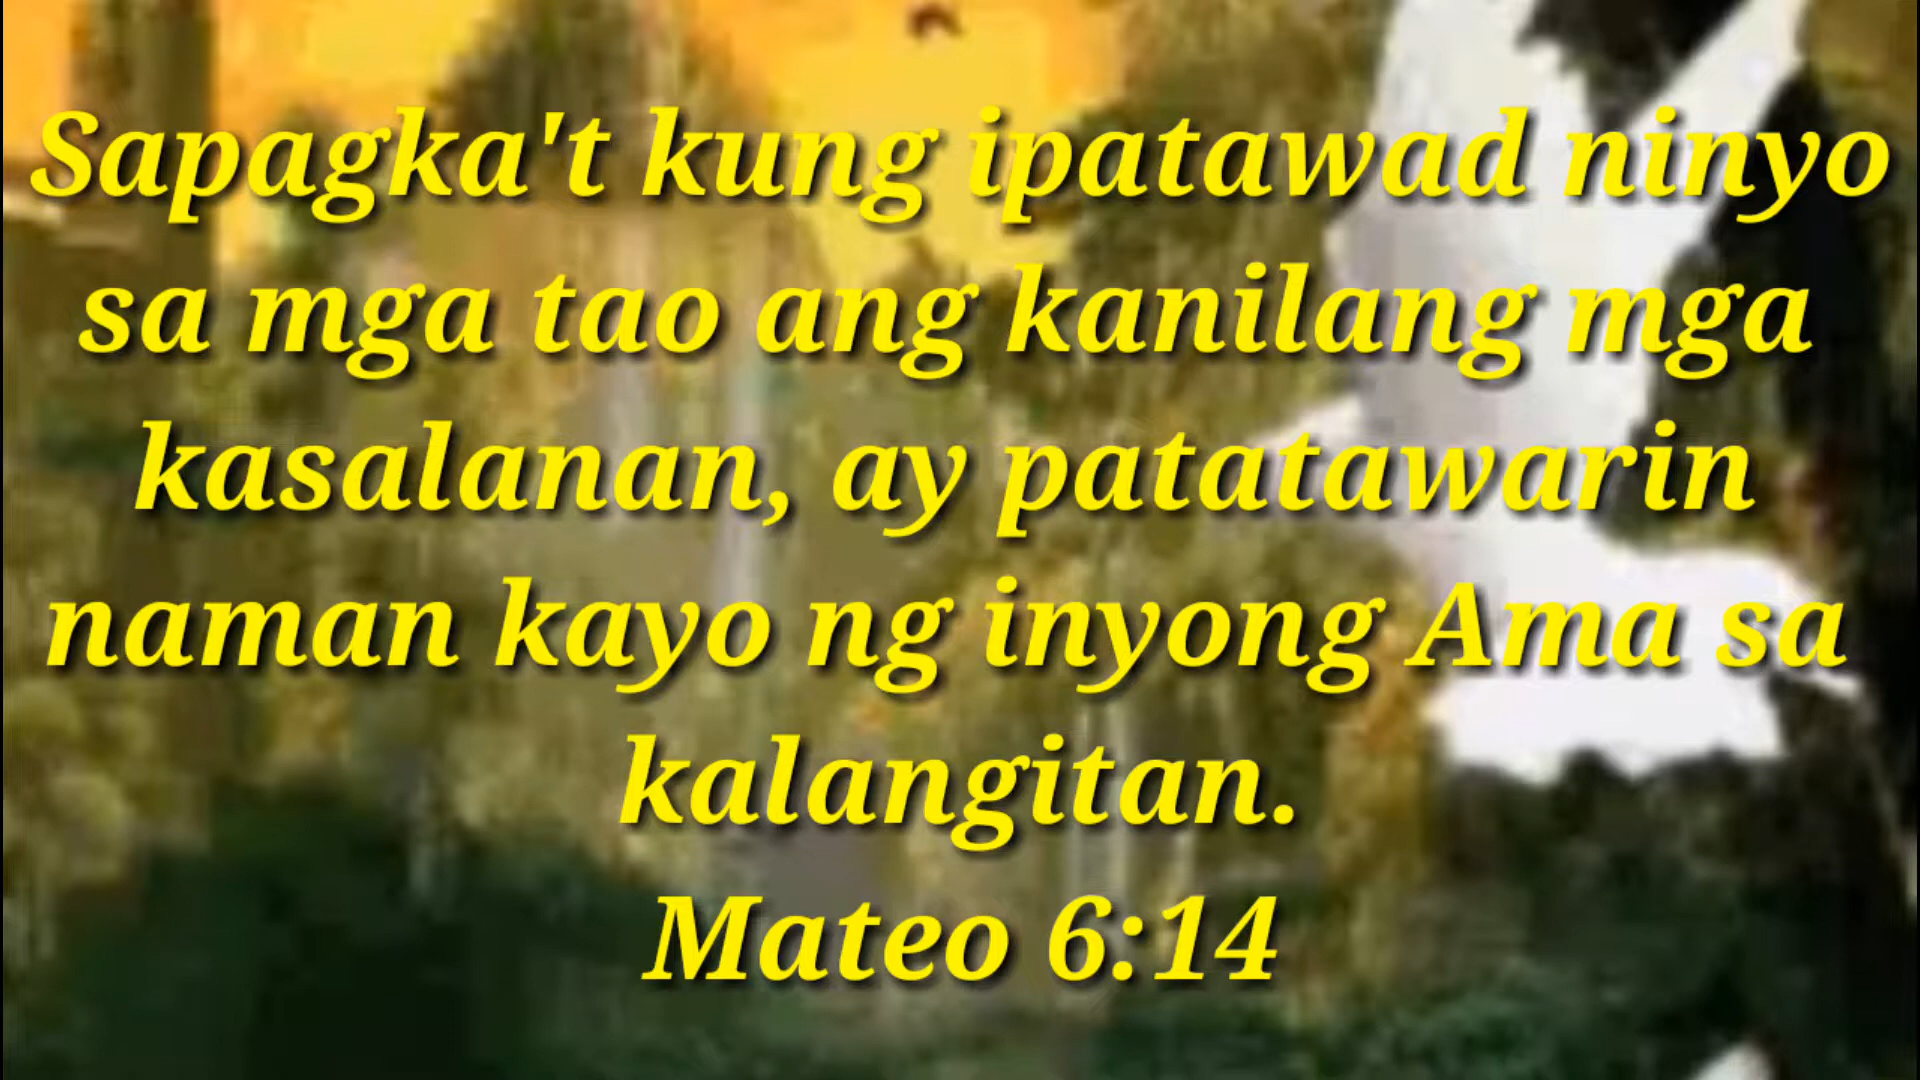 Sapagka't kung ipatawad ninyo
sa mga tao ang kanilang mga
kasalanan, ay patatawarin
naman kayo ng inyong Ama sa
kalangitan.
Mateo 6:14